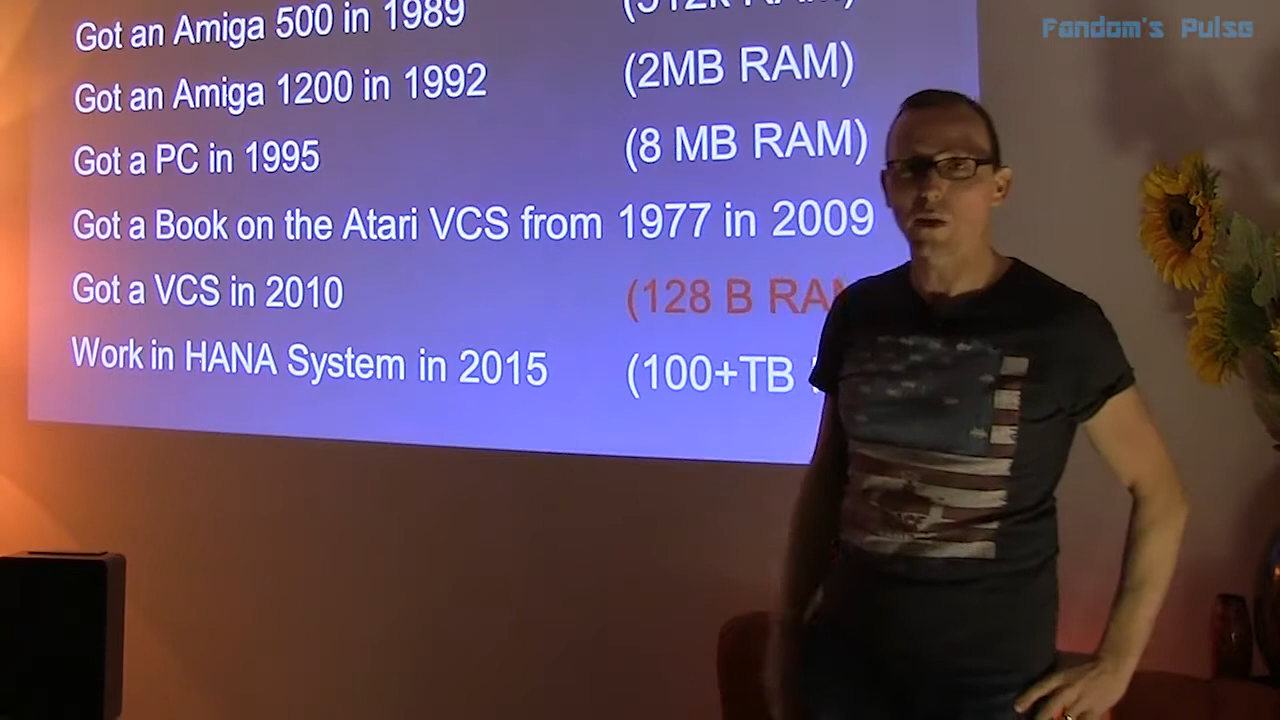 Fandom's Pulse
Got an Amiga 500 in 1989 (512k RAM)
Got an Amiga 1200 in 1992 (2MB RAM)
Got a PC in 1995 (8 MB RAM)
Got a Book on the Atari VCS from 1977 in 2009
Got a VCS in 2010 (128 B RAM
Work in HANA System in 2015 (100+TB